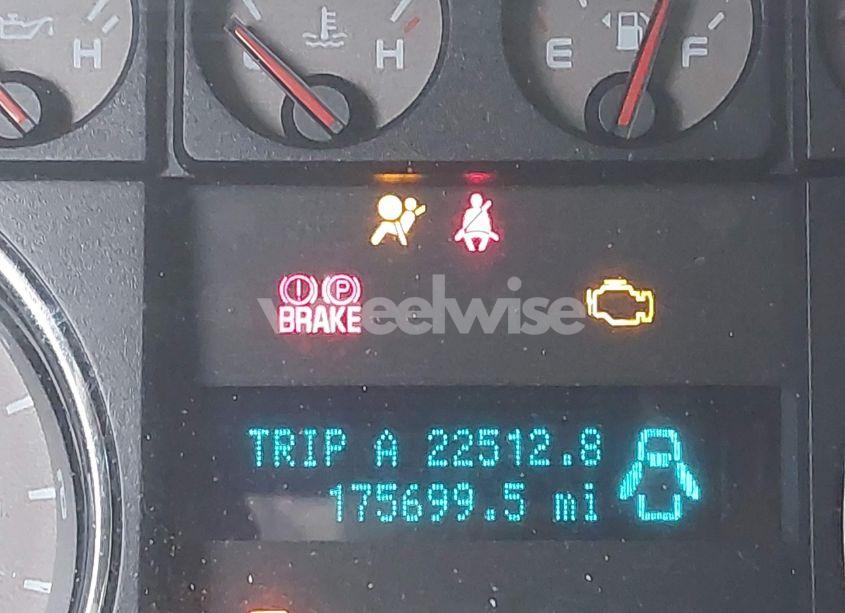 H H E F
P
BRAKE
wheelwise
TRIP A 22512.8
175699.5 mi